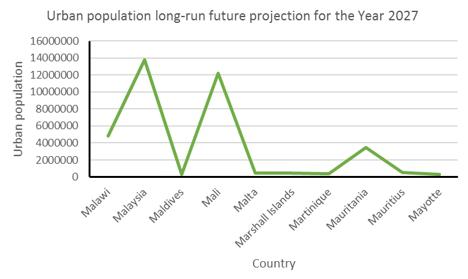 Urban population long-run future projection for the Year 2027
Urban population
16000000
14000000
12000000
10000000
8000000
6000000
4000000
2000000
0
Malawi
Malaysia
Maldives
Mali
Malta
Marshall Islands
Martinique
Mauritania
Mauritius
Mayotte
Country